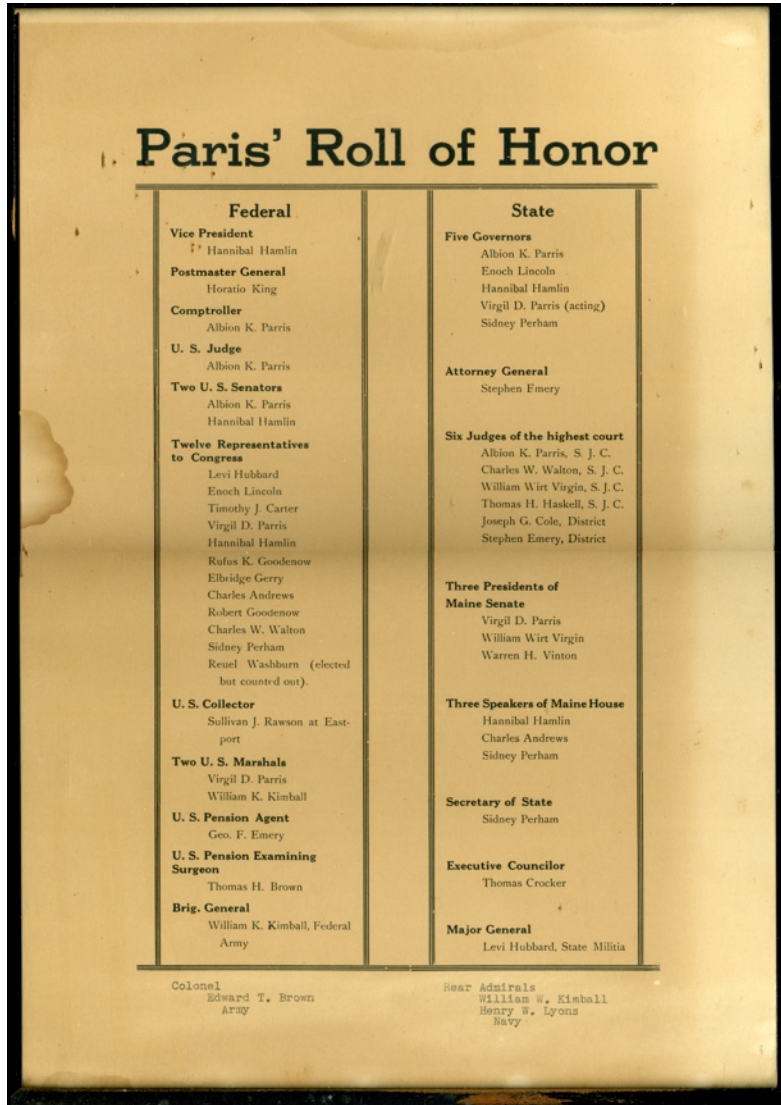 Paris' Roll of Honor
Federal
Vice President
Hannibal Hamlin
Postmaster General
Horatio King
Comptroller
Albion K. Parris
U. S. Judge
Albion K. Parris
Two U. S. Senators
Albion K. Parris
Hannibal Hamlin
Twelve Representatives
to Congress
Levi Hubbard
Enoch Lincoln
Timothy J. Carter
Virgil D. Parris
Hannibal Hamlin
Rufus K. Goodenow
Elbridge Gerry
Charles Andrews
Robert Goodenow
Charles W. Walton
Sidney Perham
Reuel Washburn (elected
but counted out).
U. S. Collector
Sullivan J. Rawson at East-
port
Two U. S. Marshals
Virgil D. Parris
William K. Kimball
U. S. Pension Agent
Geo. F. Emery
U. S. Pension Examining
Surgeon
Thomas H. Brown
Brig. General
William K. Kimball, Federal
Army
State
Five Governors
Albion K. Parris
Enoch Lincoln
Hannibal Hamlin
Virgil D. Parris (acting)
Sidney Perham
Attorney General
Stephen Emery
Six Judges of the highest court
Albion K. Parris, S. J. C.
Charles W. Walton, S. J. C.
William Wirt Virgin, S. J. C.
Thomas H. Haskell, S. J. C.
Joseph G. Cole, District
Stephen Emery, District
Three Presidents of
Maine Senate
Virgil D. Parris
William Wirt Virgin
Warren H. Vinton
Three Speakers of Maine House
Hannibal Hamlin
Charles Andrews
Sidney Perham
Secretary of State
Sidney Perham
Executive Councilor
Thomas Crocker
Major General
Levi Hubbard, State Militia
Colonel
Edward T. Brown
Army
Rear Admirals
William W. Kimball
Henry W. Lyons
Navy